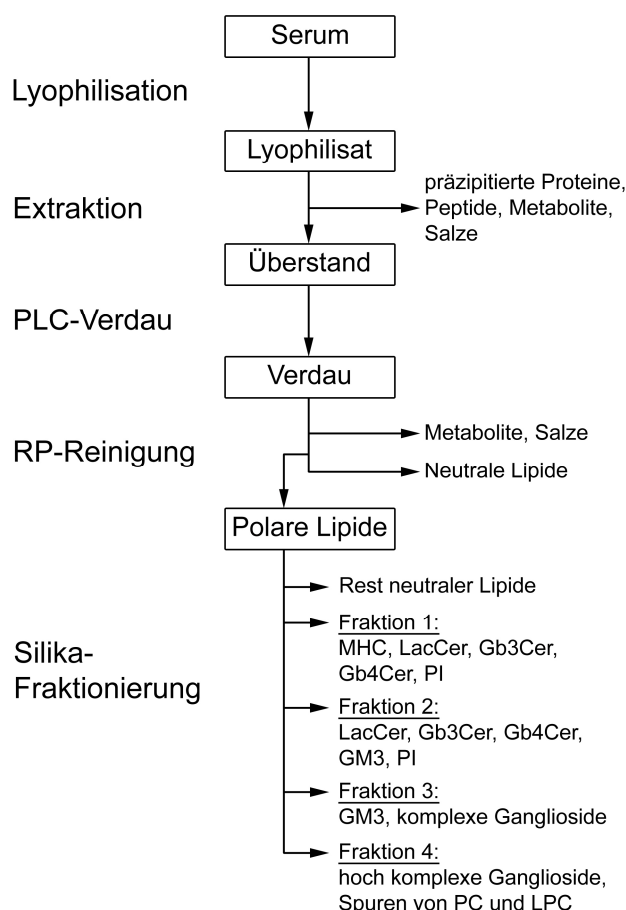 Serum
Lyophilisation
Lyophilisat
präzipitierte Proteine,
Peptide, Metabolite,
Salze
Extraktion
Überstand
PLC-Verdau
Verdau
Metabolite, Salze
RP-Reinigung
Neutrale Lipide
Polare Lipide
Rest neutraler Lipide
Fraktion 1:
MHC, LacCer, Gb3Cer,
Gb4Cer, PI
Silika-
Fraktionierung
Fraktion 2:
LacCer, Gb3Cer, Gb4Cer,
GM3, PI
Fraktion 3:
GM3, komplexe Ganglioside
Fraktion 4:
hoch komplexe Ganglioside,
Spuren von PC und LPC